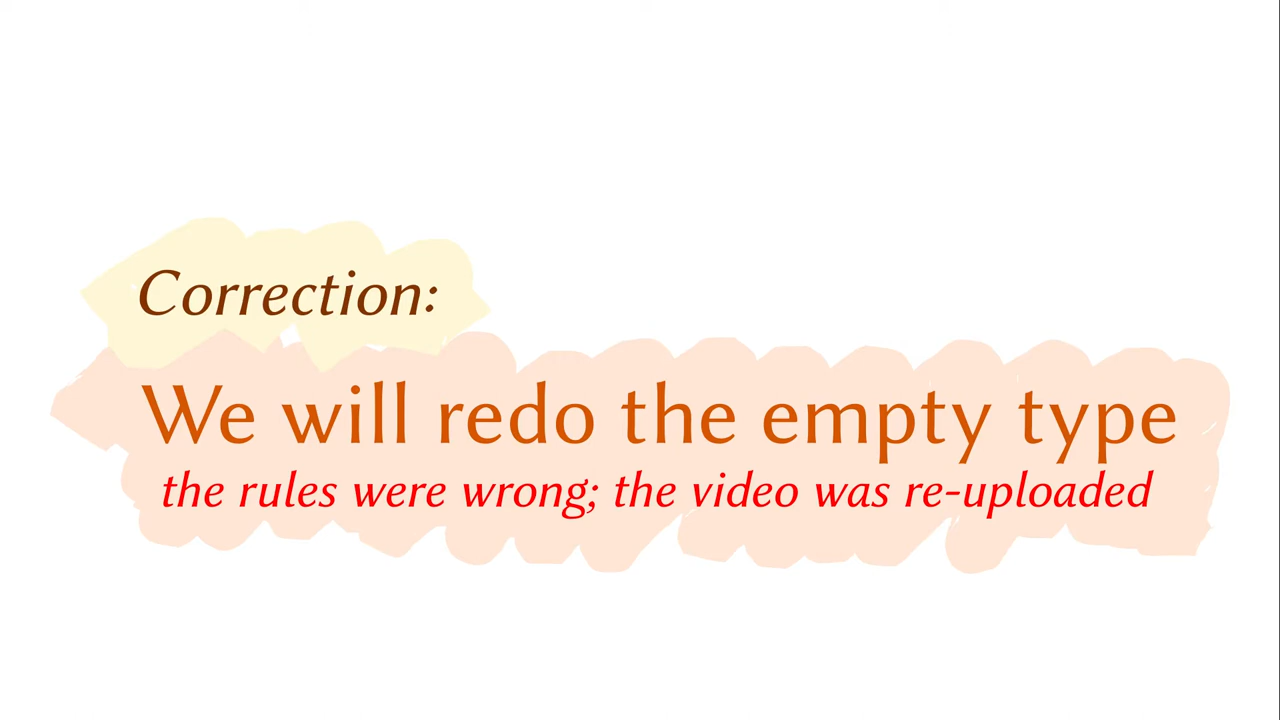 Correction:
We will redo the empty type
the rules were wrong; the video was re-uploaded